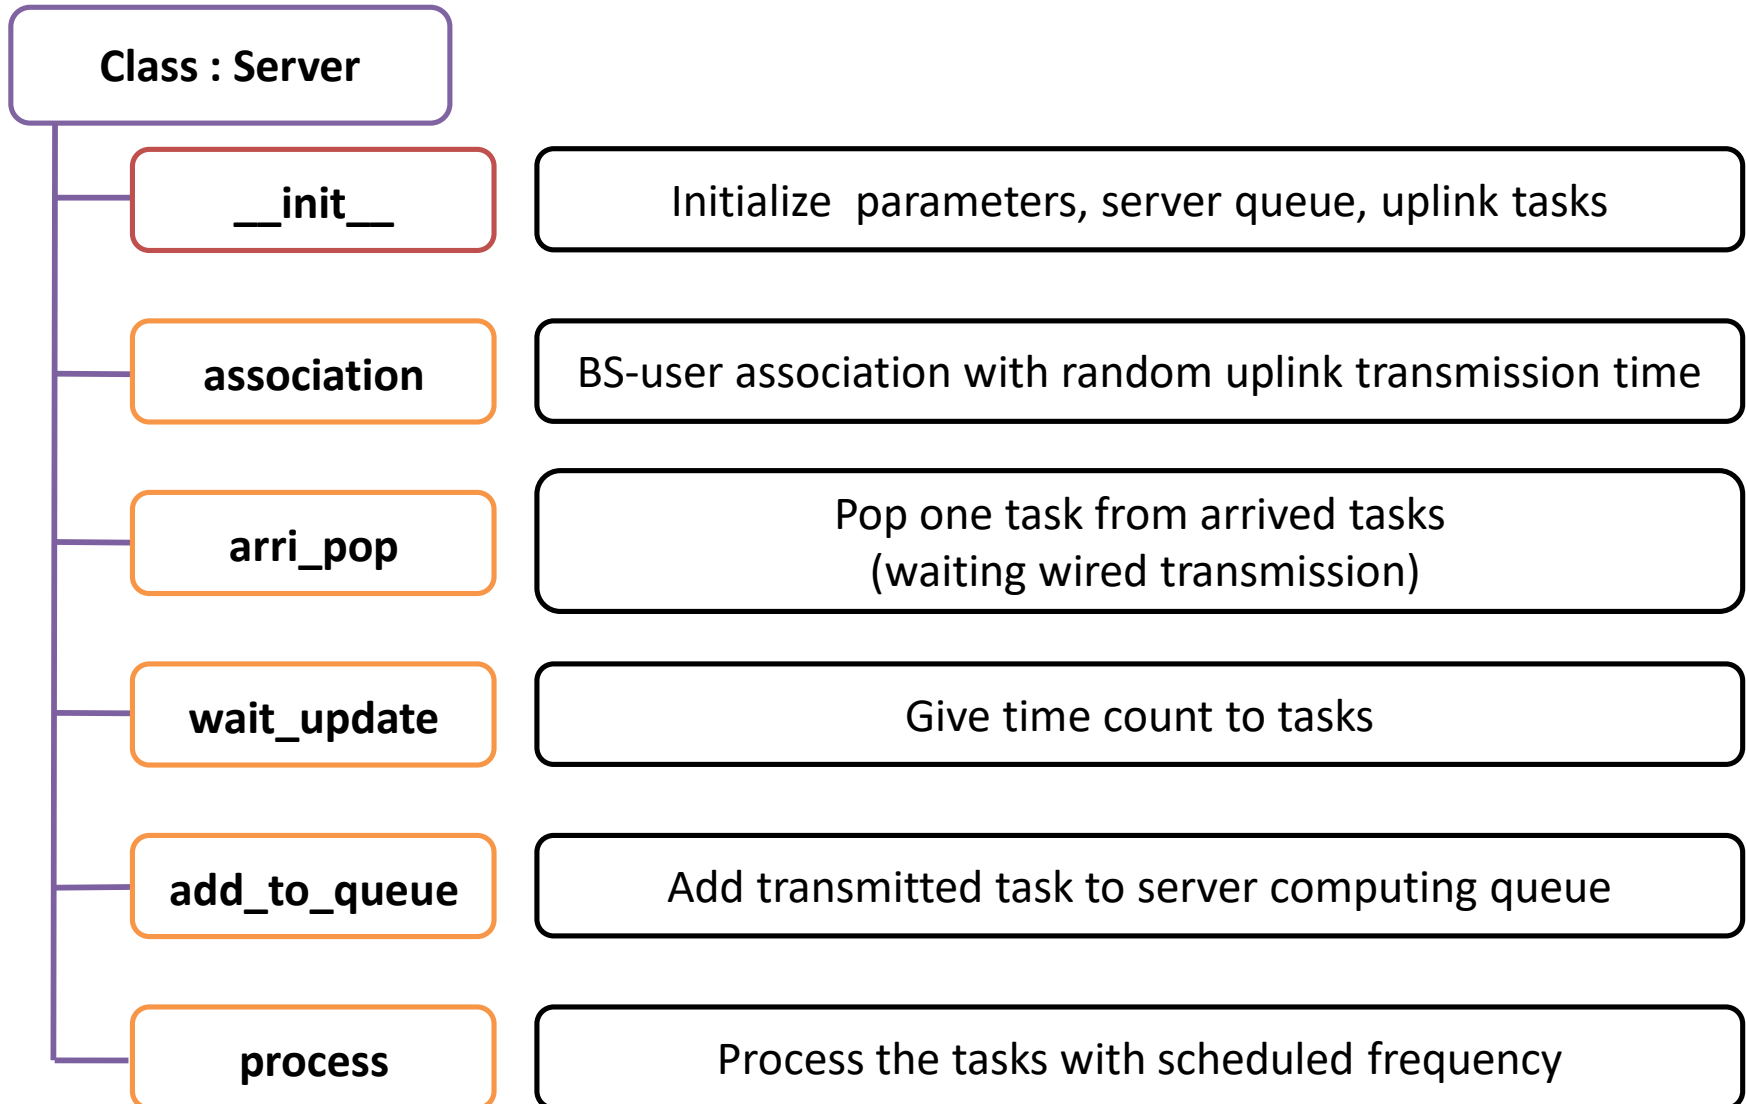 Class : Server
__init__
Initialize  parameters, server queue, uplink tasks
association
BS-user association with random uplink transmission time
arri_pop
Pop one task from arrived tasks
(waiting wired transmission)
wait_update
Give time count to tasks
add_to_queue
Add transmitted task to server computing queue
process
Process the tasks with scheduled frequency